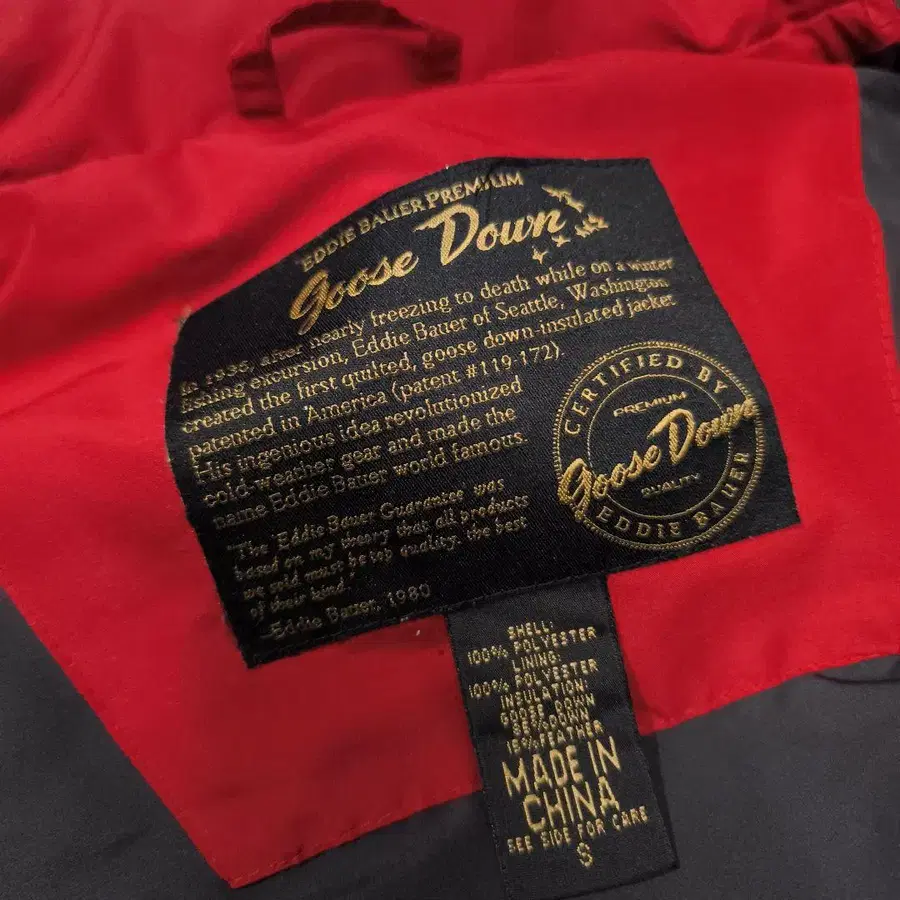 EDDIE BAUER PREMIUM
Goose Down
In 1936, after nearly freezing to death while on a winter
fishing excursion, Eddie Bauer of Seattle, Washington
created the first quilted, goose down-insulated jacket
patented in America (patent #119-172).
His ingenious idea revolutionized
cold-weather gear and made the
name Eddie Bauer world famous.
"The 'Eddie Bauer Guarantee' was
based on my theory that all products
we sold must be top quality, the best
of their kind."
—Eddie Bauer, 1980
CERTIFIED BY
PREMIUM
Goose Down
QUALITY
EDDIE BAUER
SHELL:
100% POLYESTER
LINING:
100% POLYESTER
INSULATION:
GOOSE DOWN
85% DOWN
15% FEATHER
MADE IN
CHINA
SEE SIDE FOR CARE
S